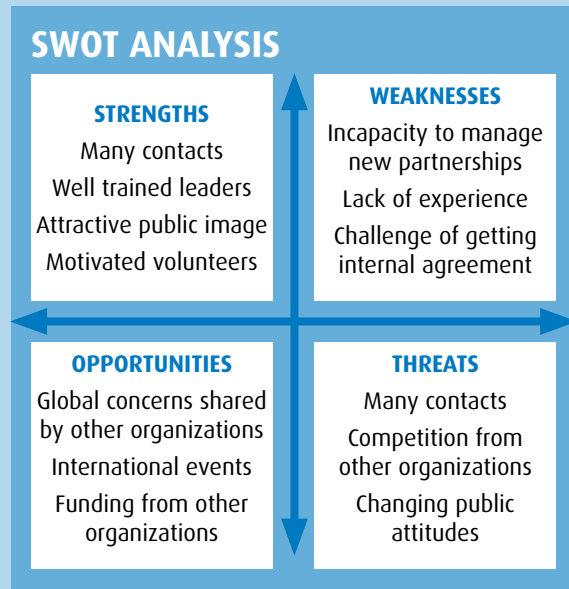 SWOT ANALYSIS
STRENGTHS
Many contacts
Well trained leaders
Attractive public image
Motivated volunteers
WEAKNESSES
Incapacity to manage
new partnerships
Lack of experience
Challenge of getting
internal agreement
OPPORTUNITIES
Global concerns shared
by other organizations
International events
Funding from other
organizations
THREATS
Many contacts
Competition from
other organizations
Changing public
attitudes